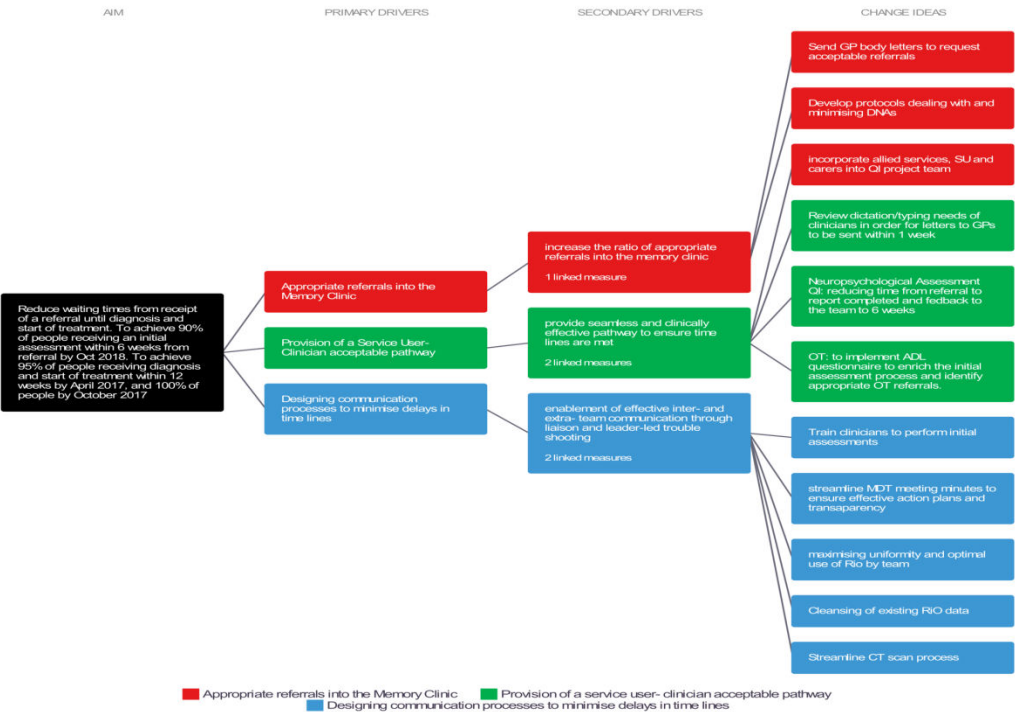 AIM
PRIMARY DRIVERS
SECONDARY DRIVERS
CHANGE IDEAS
Reduce waiting times from receipt
of a referral until diagnosis and
start of treatment. To achieve 90%
of people receiving an initial
assessment within 6 weeks from
referral by Oct 2018. To achieve
95% of people receiving diagnosis
and start of treatment within 12
weeks by April 2017, and 100% of
people by October 2017
Appropriate referrals into the
Memory Clinic
Provision of a Service User-
Clinician acceptable pathway
Designing communication
processes to minimise delays in
time lines
increase the ratio of appropriate
referrals into the memory clinic
1 linked measure
provide seamless and clinically
effective pathway to ensure time
lines are met
2 linked measures
enablement of effective inter- and
extra- team communication through
liaison and leader-led trouble
shooting
2 linked measures
Send GP body letters to request
acceptable referrals
Develop protocols dealing with and
minimising DNAs
incorporate allied services, SU and
carers into QI project team
Review dictation/typing needs of
clinicians in order for letters to GPs
to be sent within 1 week
Neuropsychological Assessment
QI: reducing time from referral to
report completed and fedback to
the team to 6 weeks
OT: to implement ADL
questionnaire to enrich the initial
assessment process and identify
appropriate OT referrals.
Train clinicians to perform initial
assessments
streamline MDT meeting minutes to
ensure effective action plans and
transaparency
maximising uniformity and optimal
use of Rio by team
Cleansing of existing RiO data
Streamline CT scan process
Appropriate referrals into the Memory Clinic
Provision of a service user- clinician acceptable pathway
Designing communication processes to minimise delays in time lines